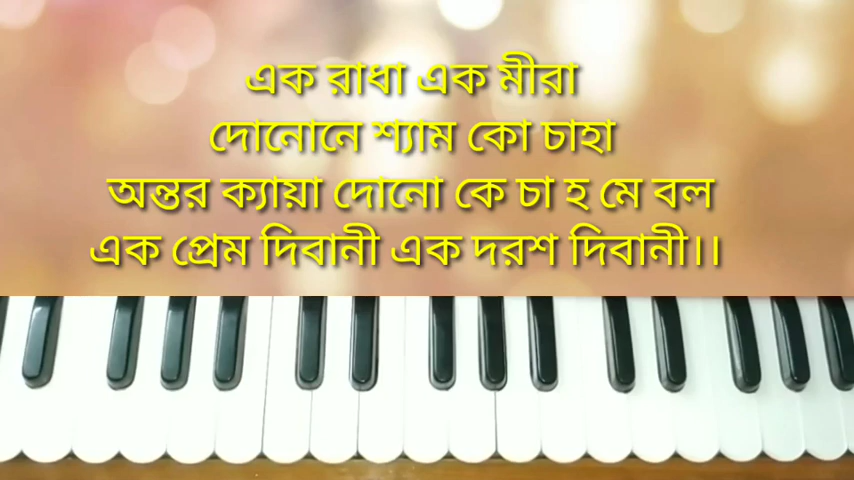 এক রাধা এক মীরা
দোনোনে শ্যাম কো চাহা
অন্তর ক্যায়া দোনো কে চা হ মে বল
এক প্রেম দিবানী এক দরশ দিবানী।।